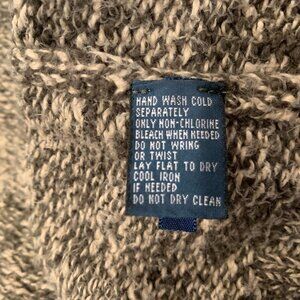 HAND WASH COLD
SEPARATELY
ONLY NON-CHLORINE
BLEACH WHEN NEEDED
DO NOT WRING
OR TWIST
LAY FLAT TO DRY
COOL IRON
IF NEEDED
DO NOT DRY CLEAN